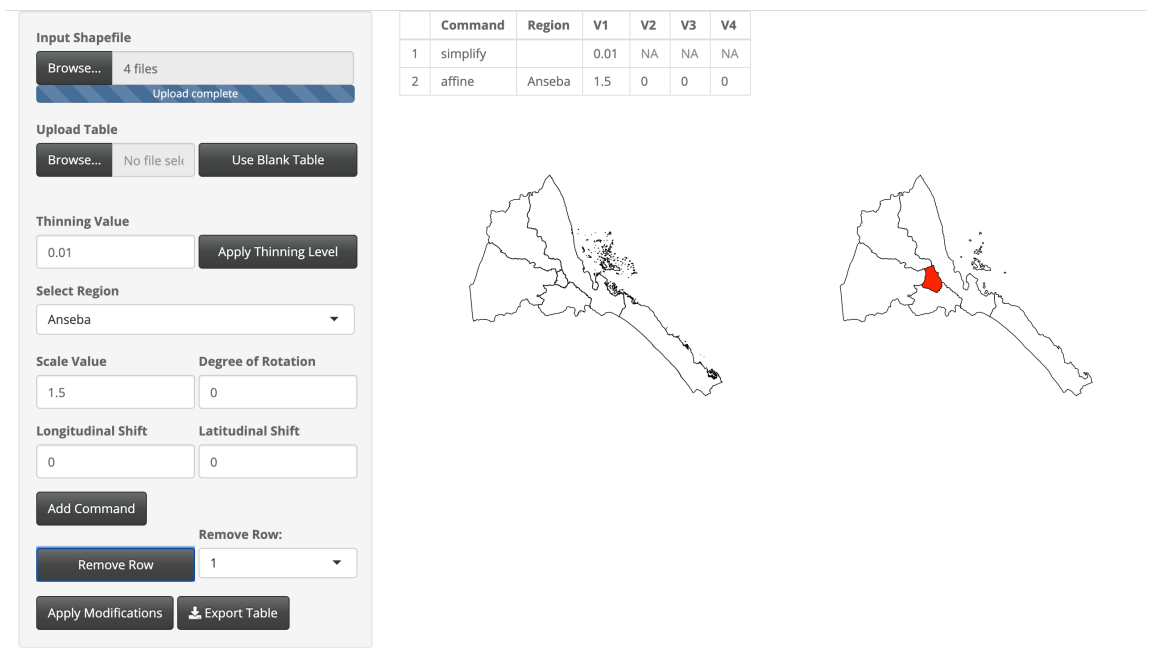 Input Shapefile
Browse... 4 files
Upload complete
Upload Table
Browse... No file sele Use Blank Table
Thinning Value
0.01 Apply Thinning Level
Select Region
Anseba
Scale Value Degree of Rotation
1.5 0
Longitudinal Shift Latitudinal Shift
0 0
Add Command
Remove Row:
Remove Row 1
Apply Modifications Export Table
Command Region V1 V2 V3 V4
1 simplify 0.01 NA NA NA
2 affine Anseba 1.5 0 0 0